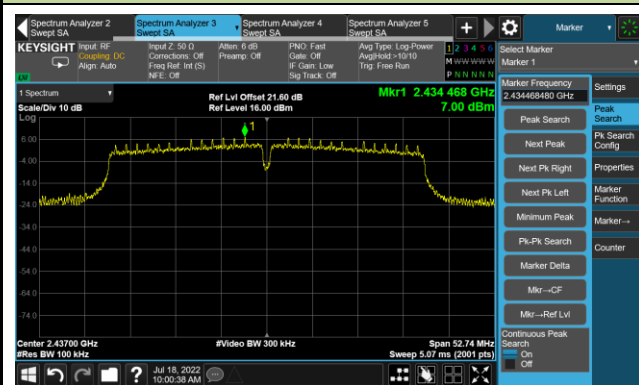 Spectrum Analyzer 2
Swept SA
Spectrum Analyzer 3
Swept SA
Spectrum Analyzer 4
Swept SA
Spectrum Analyzer 5
Swept SA
+
Marker
KEYSIGHT
Input: RF
Coupling: DC
Align: Auto
Input Z: 50 Ω
Corrections: Off
Freq Ref: Int (S)
NFE: Off
Atten: 6 dB
Preamp: Off
PNO: Fast
Gate: Off
IF Gain: Low
Sig Track: Off
Avg Type: Log-Power
Avg|Hold:>10/10
Trig: Free Run
1 2 3 4 5 6
M W W W W W
P N N N N N
LXI
Select Marker
Marker 1
1 Spectrum
Scale/Div 10 dB
Log
Ref Lvl Offset 21.60 dB
Ref Level 16.00 dBm
Mkr1 2.434 468 GHz
7.00 dBm
1
6.00
-4.00
-14.0
-24.0
-34.0
-44.0
-54.0
-64.0
-74.0
Center 2.43700 GHz
#Res BW 100 kHz
#Video BW 300 kHz
Span 52.74 MHz
Sweep 5.07 ms (2001 pts)
Marker Frequency
2.434468480 GHz
Peak Search
Next Peak
Next Pk Right
Next Pk Left
Minimum Peak
Pk-Pk Search
Marker Delta
Mkr→CF
Mkr→Ref Lvl
Continuous Peak
Search
On
Off
Settings
Peak
Search
Pk Search
Config
Properties
Marker
Function
Marker→
Counter
?
Jul 18, 2022
10:00:38 AM